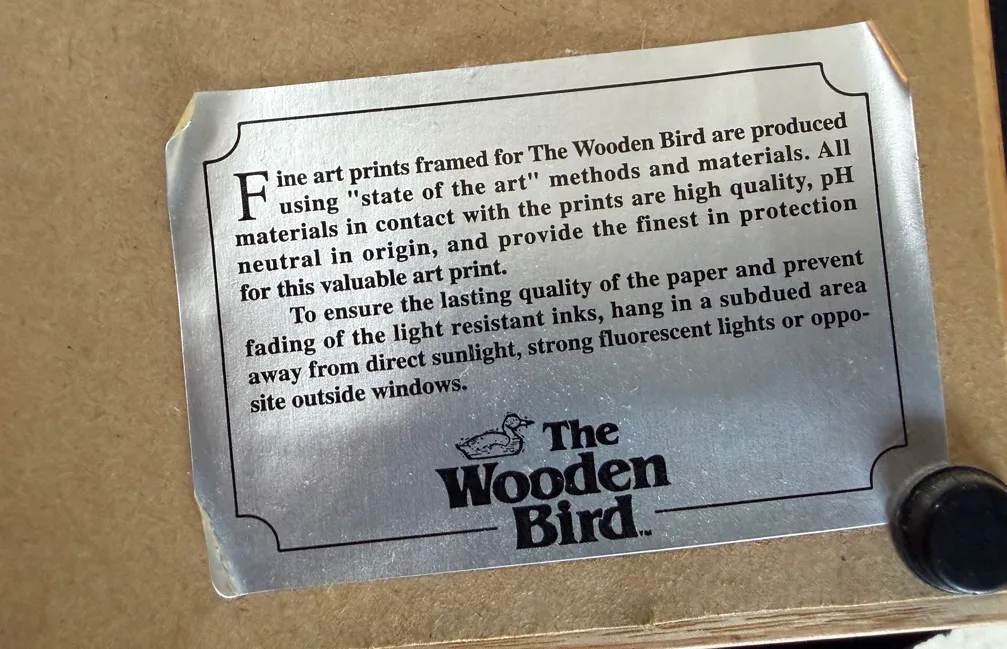 Fine art prints framed for The Wooden Bird are produced
using "state of the art" methods and materials. All
materials in contact with the prints are high quality, pH
neutral in origin, and provide the finest in protection
for this valuable art print.
To ensure the lasting quality of the paper and prevent
fading of the light resistant inks, hang in a subdued area
away from direct sunlight, strong fluorescent lights or oppo-
site outside windows.
The
Wooden
Bird™